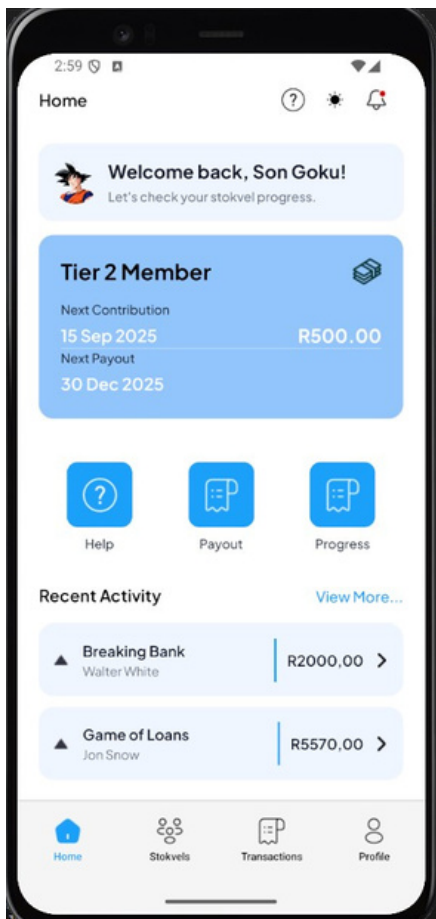 2:59
Home
Welcome back, Son Goku!
Let's check your stokvel progress.
Tier 2 Member
Next Contribution
15 Sep 2025 R500.00
Next Payout
30 Dec 2025
Help Payout Progress
Recent Activity View More...
Breaking Bank
Walter White
R2000,00
Game of Loans
Jon Snow
R5570,00
Home Stokvels Transactions Profile